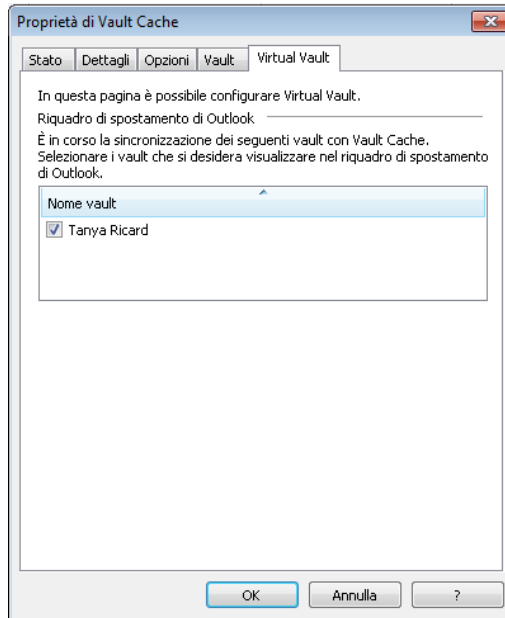 Proprietà di Vault Cache
Stato Dettagli Opzioni Vault Virtual Vault
In questa pagina è possibile configurare Virtual Vault.
Riquadro di spostamento di Outlook
È in corso la sincronizzazione dei seguenti vault con Vault Cache.
Selezionare i vault che si desidera visualizzare nel riquadro di spostamento
di Outlook.
Nome vault
Tanya Ricard
OK Annulla ?